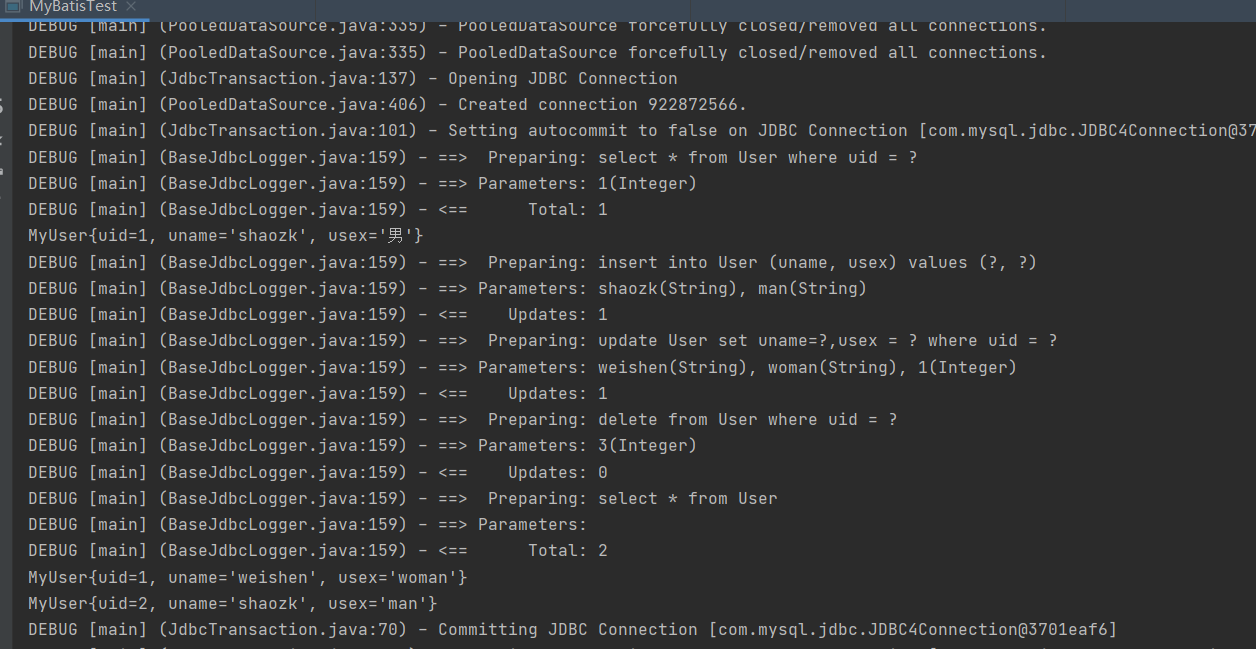 MyBatisTest
DEBUG [main] (PooledDataSource.java:335) - PooledDataSource forcefully closed/removed all connections.
DEBUG [main] (PooledDataSource.java:335) - PooledDataSource forcefully closed/removed all connections.
DEBUG [main] (JdbcTransaction.java:137) - Opening JDBC Connection
DEBUG [main] (PooledDataSource.java:406) - Created connection 922872566.
DEBUG [main] (JdbcTransaction.java:101) - Setting autocommit to false on JDBC Connection [com.mysql.jdbc.JDBC4Connection@37
DEBUG [main] (BaseJdbcLogger.java:159) - ==>  Preparing: select * from User where uid = ?
DEBUG [main] (BaseJdbcLogger.java:159) - ==> Parameters: 1(Integer)
DEBUG [main] (BaseJdbcLogger.java:159) - <==      Total: 1
MyUser{uid=1, uname='shaozk', usex='男'}
DEBUG [main] (BaseJdbcLogger.java:159) - ==>  Preparing: insert into User (uname, usex) values (?, ?)
DEBUG [main] (BaseJdbcLogger.java:159) - ==> Parameters: shaozk(String), man(String)
DEBUG [main] (BaseJdbcLogger.java:159) - <==    Updates: 1
DEBUG [main] (BaseJdbcLogger.java:159) - ==>  Preparing: update User set uname=?,usex = ? where uid = ?
DEBUG [main] (BaseJdbcLogger.java:159) - ==> Parameters: weishen(String), woman(String), 1(Integer)
DEBUG [main] (BaseJdbcLogger.java:159) - <==    Updates: 1
DEBUG [main] (BaseJdbcLogger.java:159) - ==>  Preparing: delete from User where uid = ?
DEBUG [main] (BaseJdbcLogger.java:159) - ==> Parameters: 3(Integer)
DEBUG [main] (BaseJdbcLogger.java:159) - <==    Updates: 0
DEBUG [main] (BaseJdbcLogger.java:159) - ==>  Preparing: select * from User
DEBUG [main] (BaseJdbcLogger.java:159) - ==> Parameters:
DEBUG [main] (BaseJdbcLogger.java:159) - <==      Total: 2
MyUser{uid=1, uname='weishen', usex='woman'}
MyUser{uid=2, uname='shaozk', usex='man'}
DEBUG [main] (JdbcTransaction.java:70) - Committing JDBC Connection [com.mysql.jdbc.JDBC4Connection@3701eaf6]